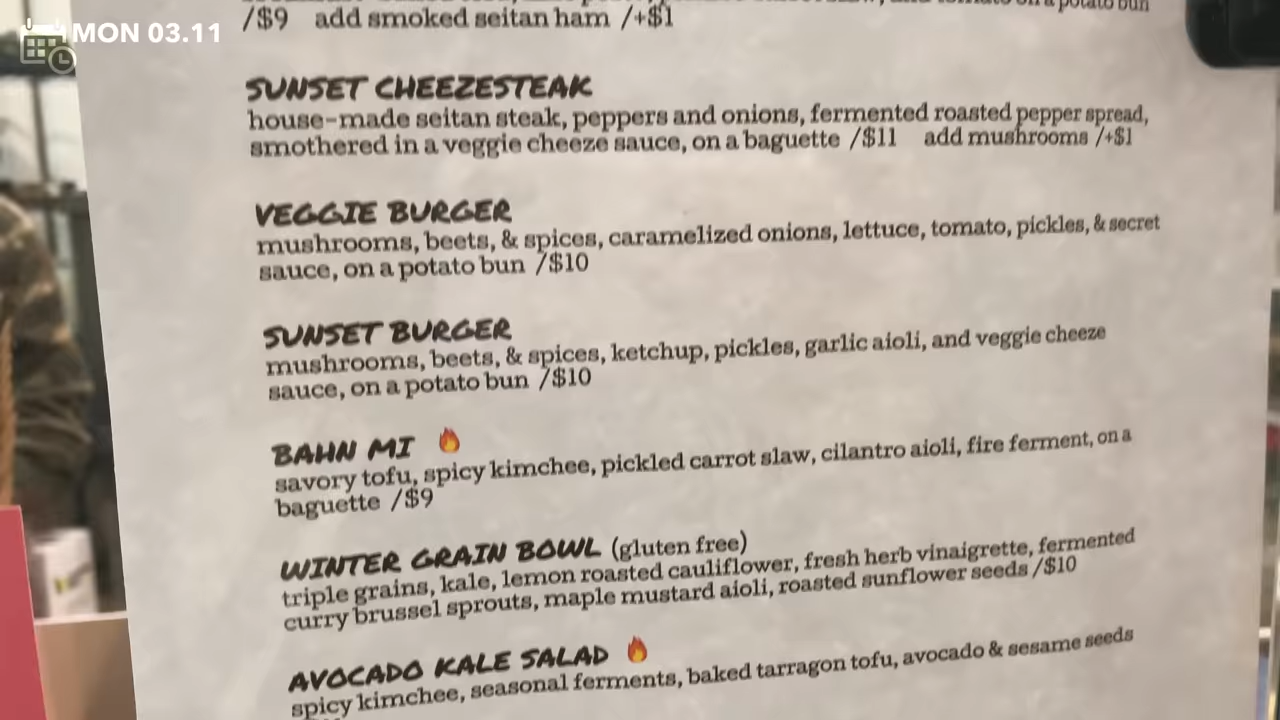 MON 03.11
potato bun
/$9 add smoked seitan ham /+$1
SUNSET CHEEZESTEAK
house-made seitan steak, peppers and onions, fermented roasted pepper spread,
smothered in a veggie cheeze sauce, on a baguette /$11 add mushrooms /+$1
VEGGIE BURGER
mushrooms, beets, & spices, caramelized onions, lettuce, tomato, pickles, & secret
sauce, on a potato bun /$10
SUNSET BURGER
mushrooms, beets, & spices, ketchup, pickles, garlic aioli, and veggie cheeze
sauce, on a potato bun /$10
BAHN MI 🔥
savory tofu, spicy kimchee, pickled carrot slaw, cilantro aioli, fire ferment, on a
baguette /$9
WINTER GRAIN BOWL (gluten free)
triple grains, kale, lemon roasted cauliflower, fresh herb vinaigrette, fermented
curry brussel sprouts, maple mustard aioli, roasted sunflower seeds /$10
AVOCADO KALE SALAD 🔥
spicy kimchee, seasonal ferments, baked tarragon tofu, avocado & sesame seeds